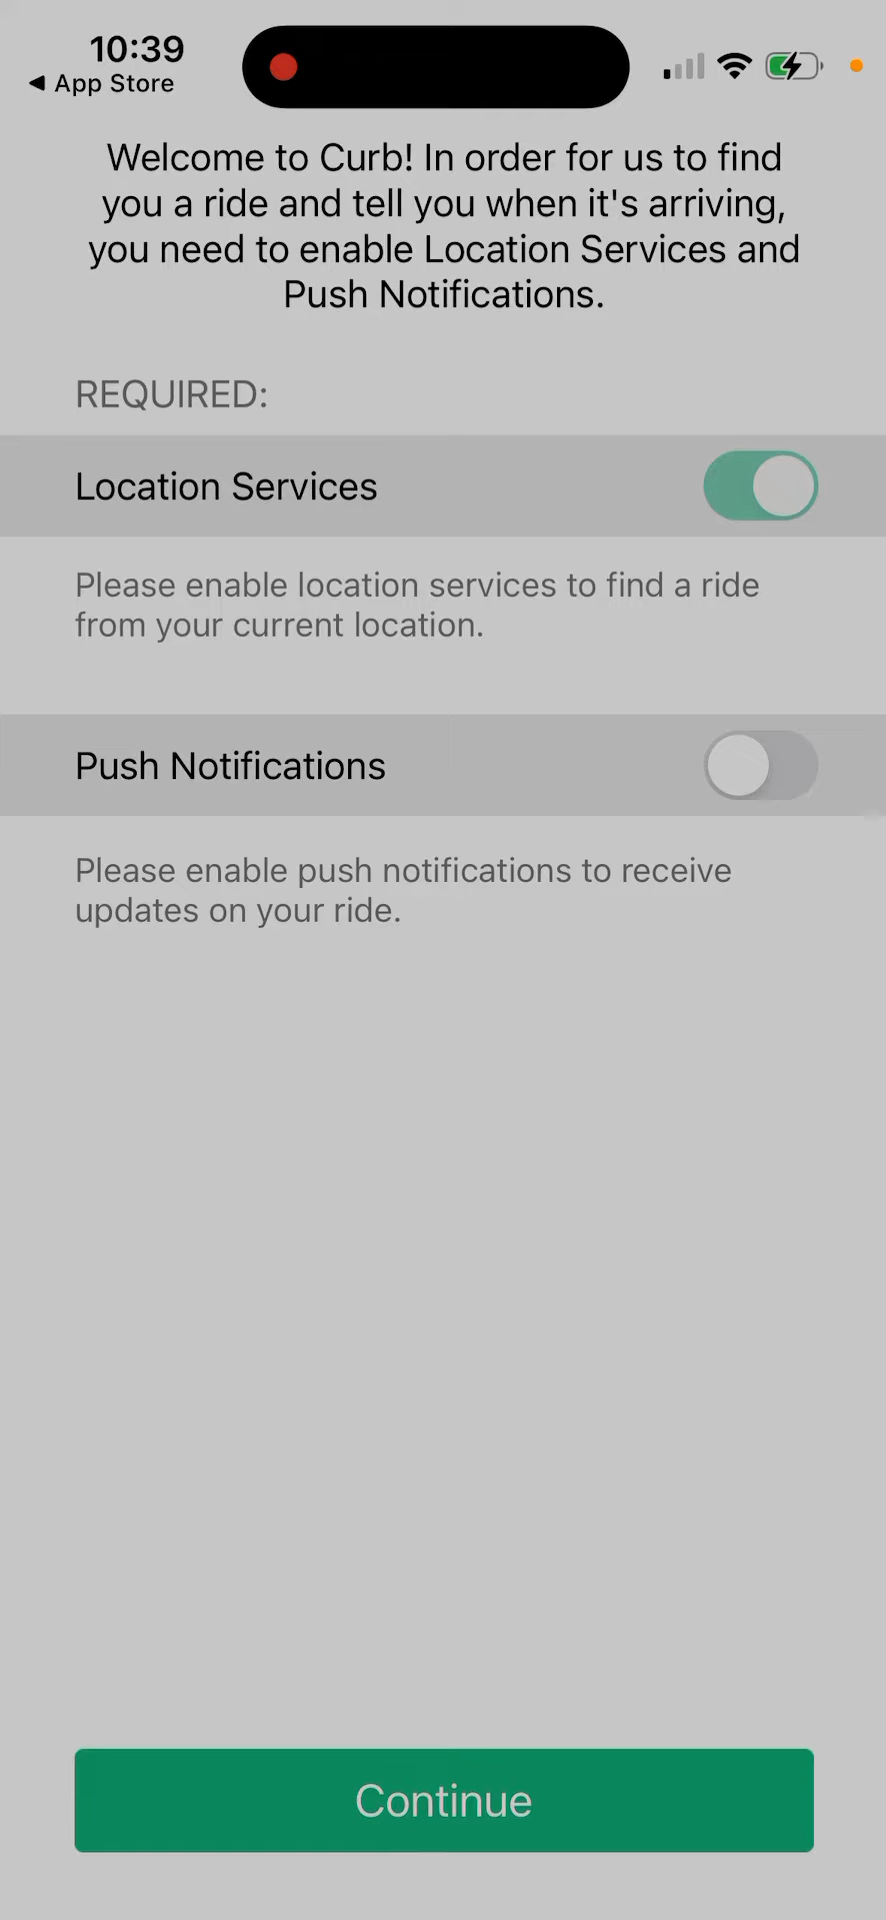 10:39
◀ App Store
Welcome to Curb! In order for us to find
you a ride and tell you when it's arriving,
you need to enable Location Services and
Push Notifications.
REQUIRED:
Location Services
Please enable location services to find a ride
from your current location.
Push Notifications
Please enable push notifications to receive
updates on your ride.
Continue